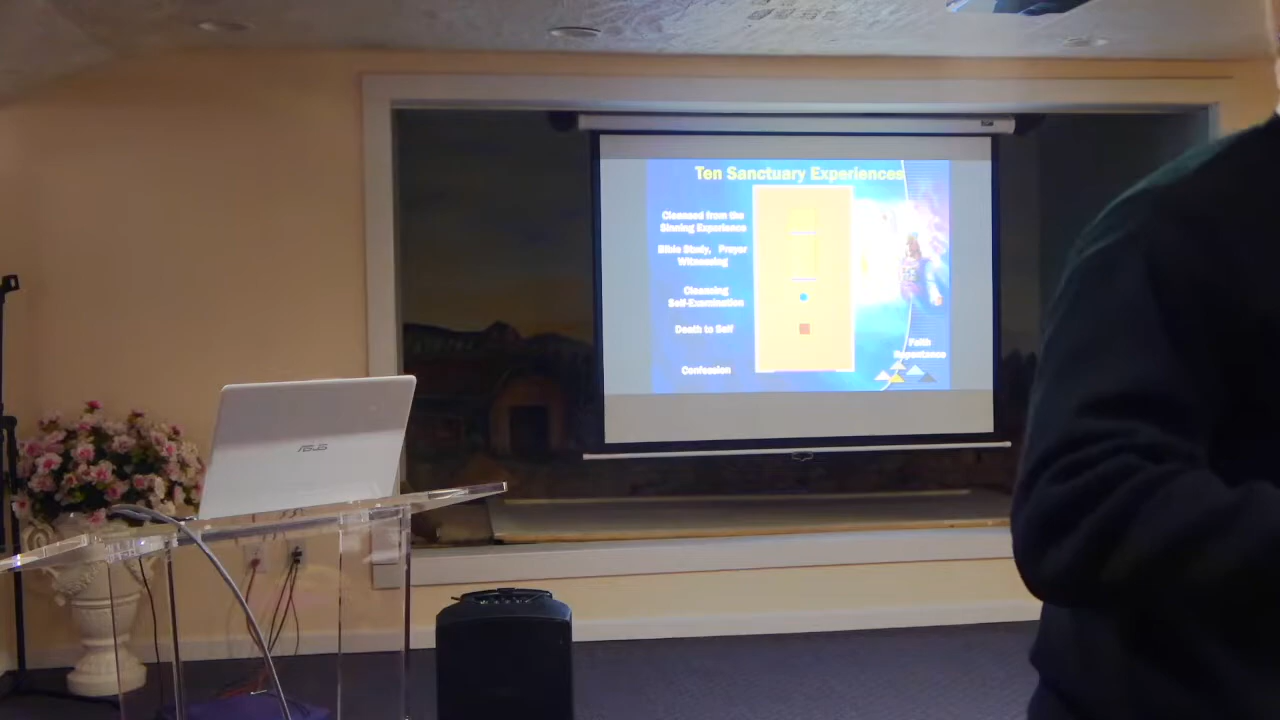 Ten Sanctuary Experiences
Cleansed from the
Sinning Experience
Bible Study, Prayer
Witnessing
Cleansing
Self-Examination
Death to Self
Confession
Faith
Repentance
ASUS